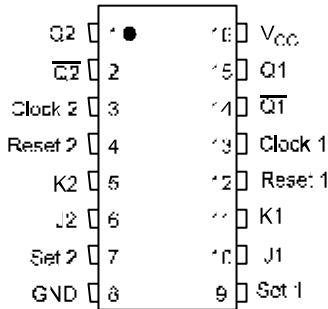 Q2 1 16 VCC
Q2 2 15 Q1
Clock 2 3 14 Q1
Reset 2 4 13 Clock 1
K2 5 12 Reset 1
J2 6 11 K1
Set 2 7 10 J1
GND 8 9 Set 1